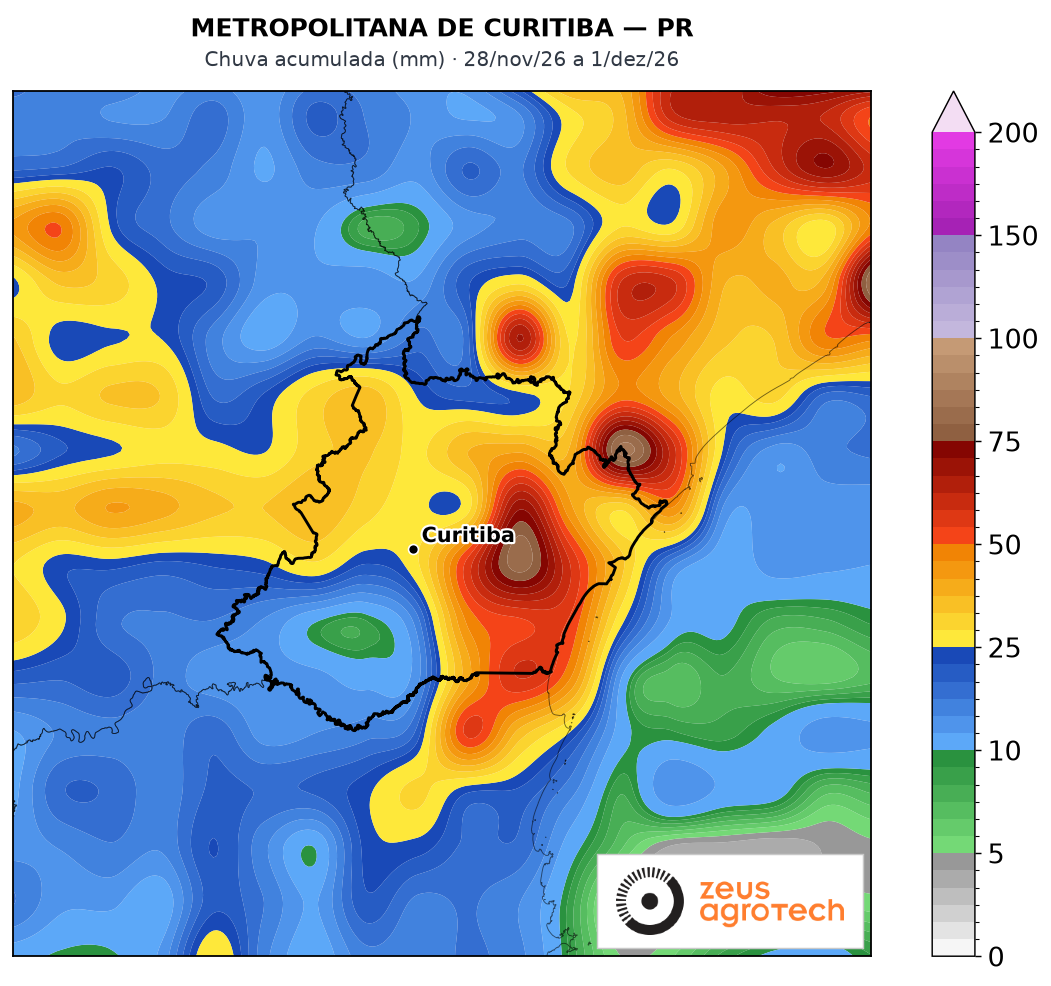 METROPOLITANA DE CURITIBA — PR
Chuva acumulada (mm) · 28/nov/26 a 1/dez/26
200
150
100
75
50
25
10
5
0
Curitiba
zeus
agrotech